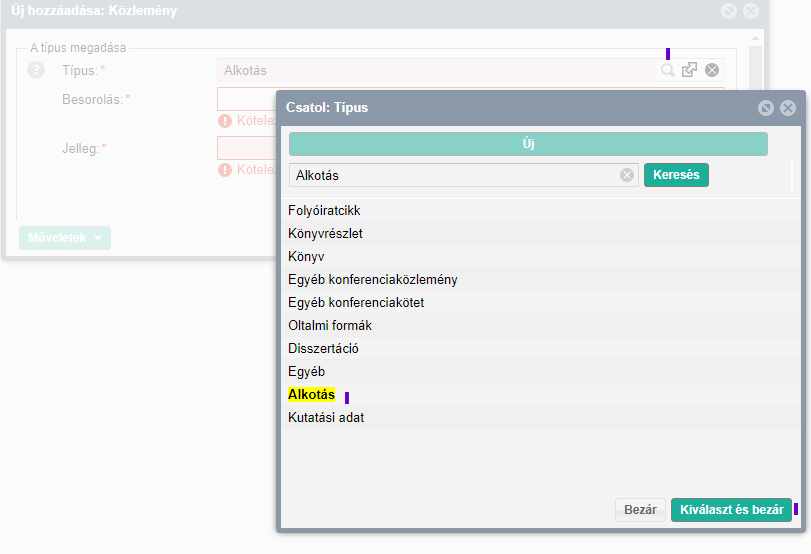 Új hozzáadása: Közlemény
A típus megadása
? Típus:* Alkotás
Besorolás:*
! Kötelez
Jelleg:*
! Kötelez
Műveletek
Csatol: Típus
Új
Alkotás Keresés
Folyóiratcikk
Könyvrészlet
Könyv
Egyéb konferenciaközlemény
Egyéb konferenciakötet
Oltalmi formák
Disszertáció
Egyéb
Alkotás
Kutatási adat
Bezár Kiválaszt és bezár